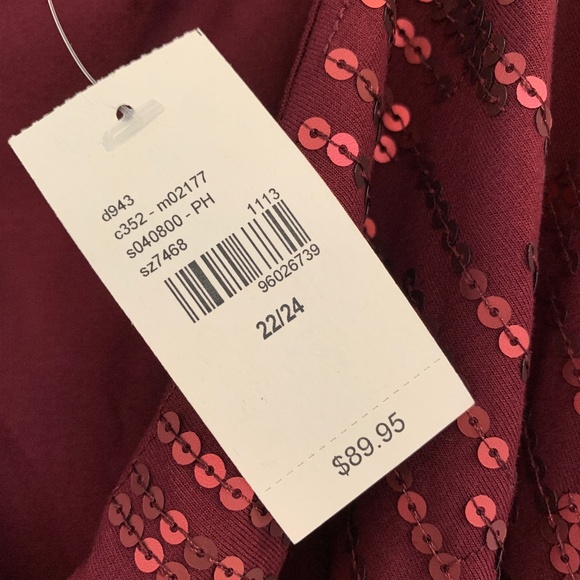 d943
c352 - m02177
s040800 - PH
sz7468
1113
96026739
22/24
$89.95